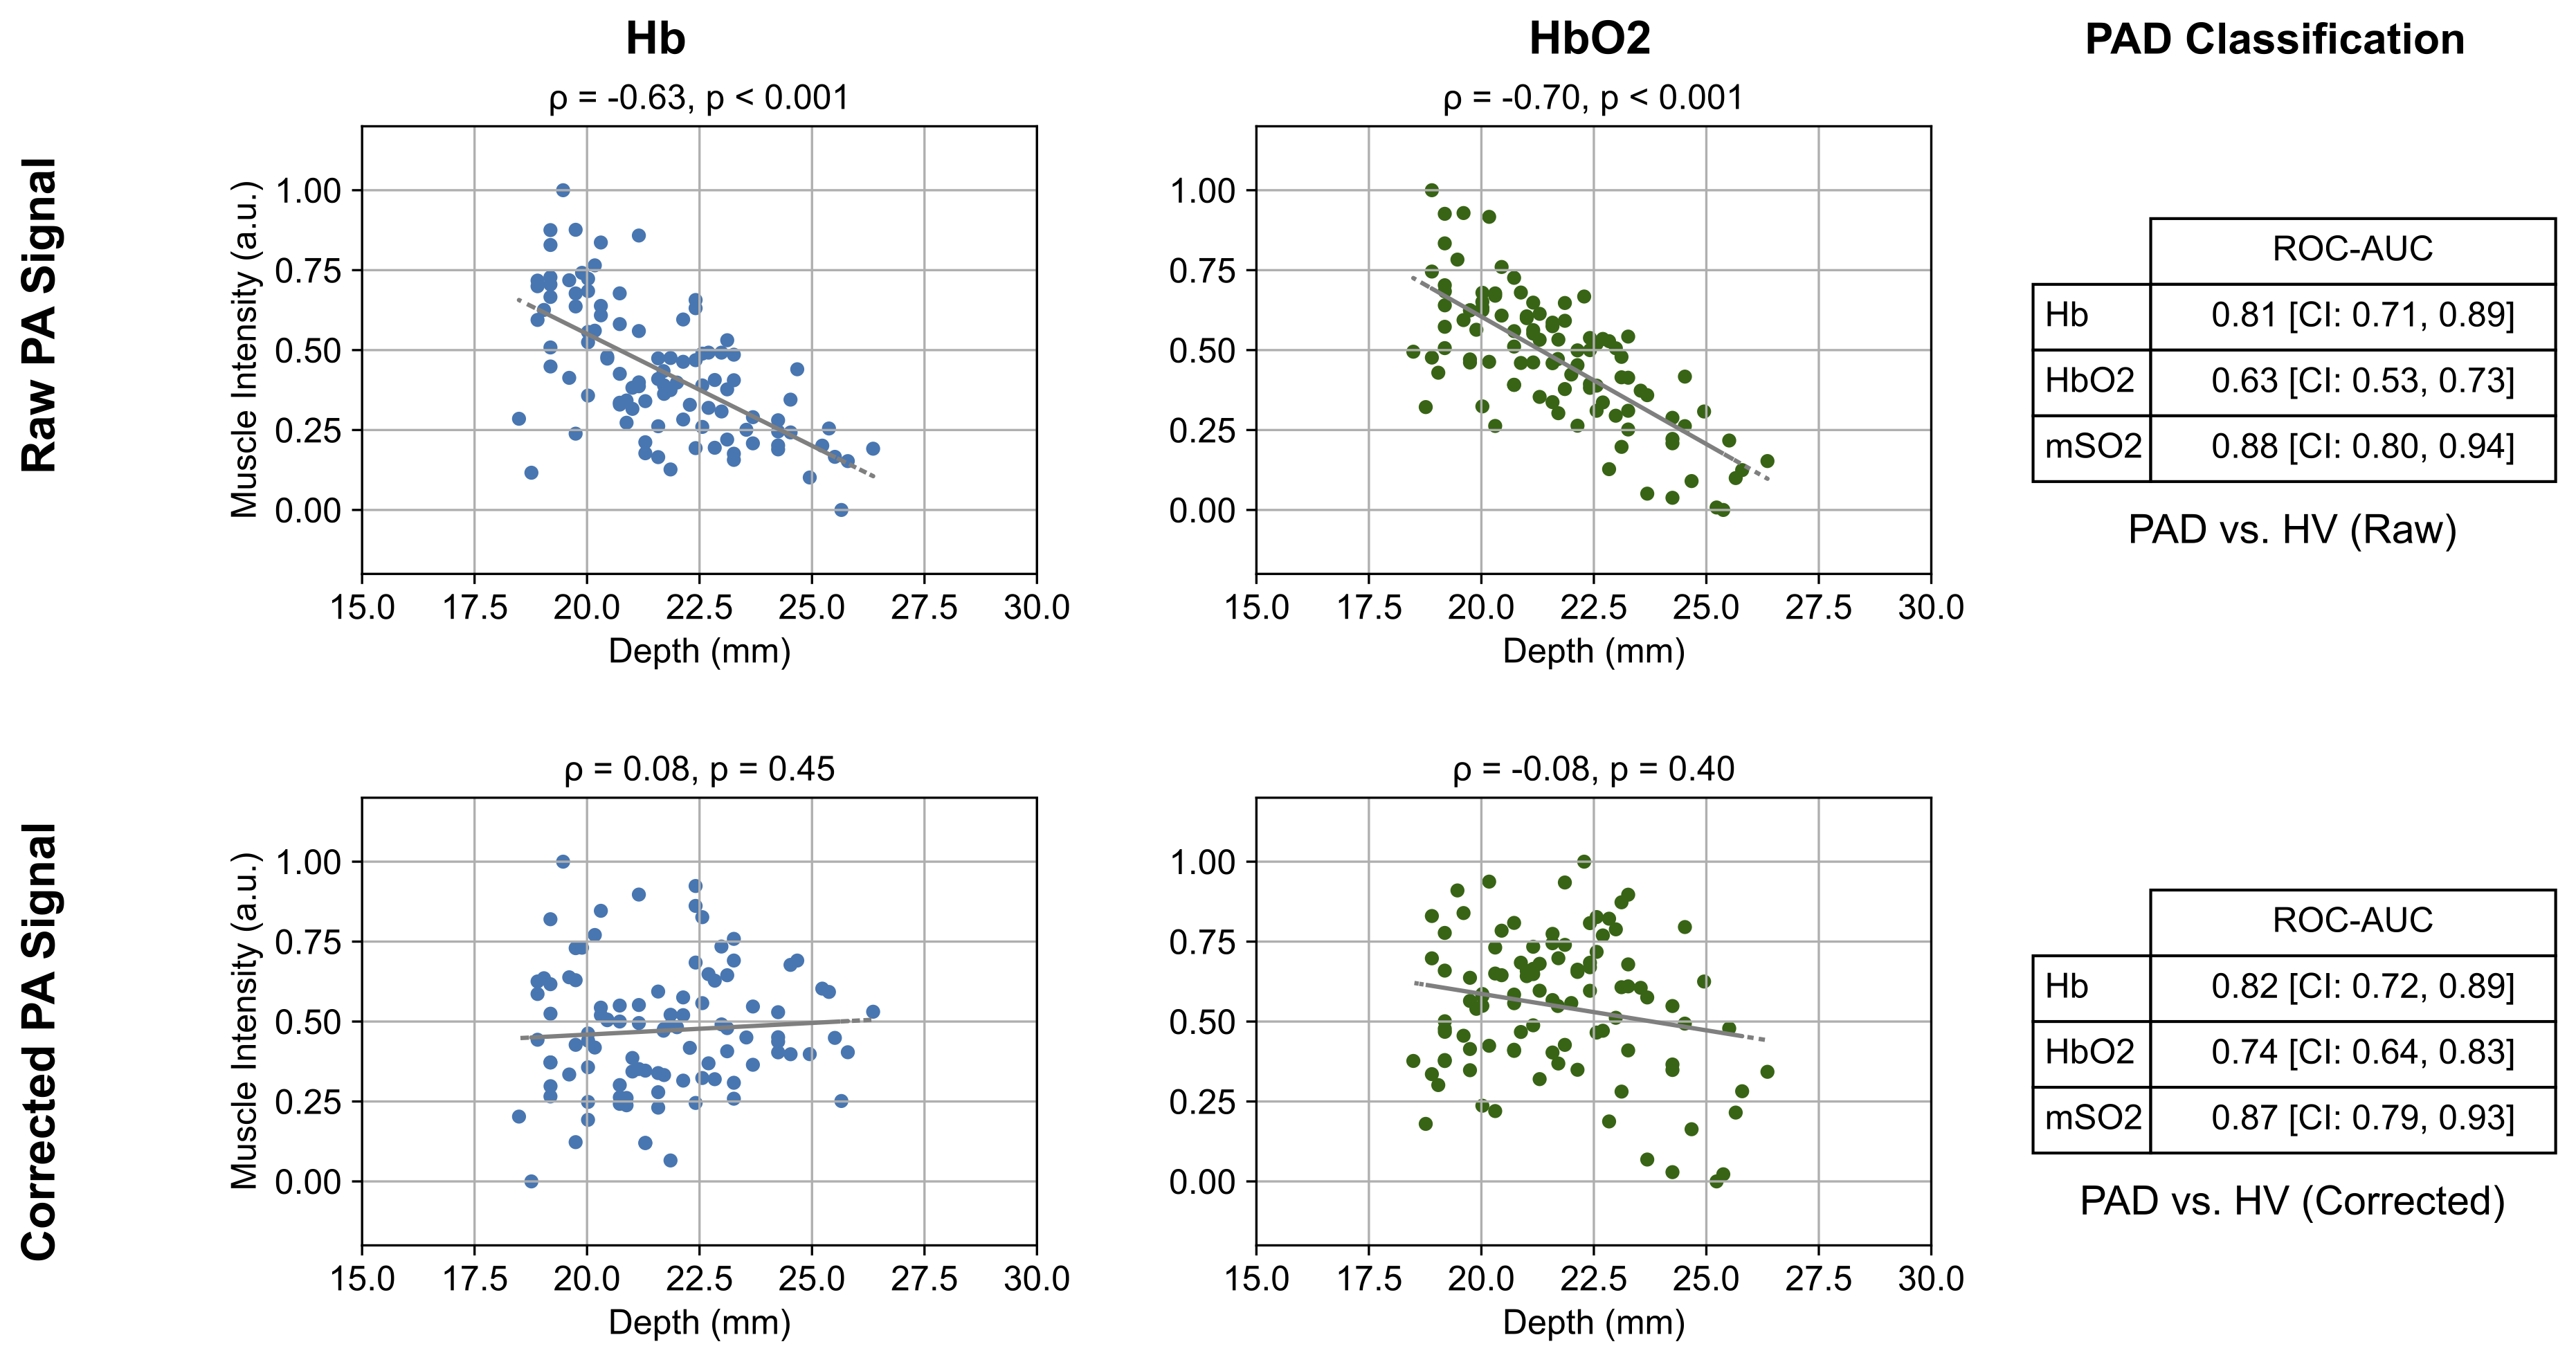 Hb
HbO2
PAD Classification
Raw PA Signal
ρ = -0.63, p < 0.001
Muscle Intensity (a.u.)
1.00
0.75
0.50
0.25
0.00
15.0 17.5 20.0 22.5 25.0 27.5 30.0
Depth (mm)
ρ = -0.70, p < 0.001
1.00
0.75
0.50
0.25
0.00
15.0 17.5 20.0 22.5 25.0 27.5 30.0
Depth (mm)
ROC-AUC
Hb 0.81 [CI: 0.71, 0.89]
HbO2 0.63 [CI: 0.53, 0.73]
mSO2 0.88 [CI: 0.80, 0.94]
PAD vs. HV (Raw)
Corrected PA Signal
ρ = 0.08, p = 0.45
Muscle Intensity (a.u.)
1.00
0.75
0.50
0.25
0.00
15.0 17.5 20.0 22.5 25.0 27.5 30.0
Depth (mm)
ρ = -0.08, p = 0.40
1.00
0.75
0.50
0.25
0.00
15.0 17.5 20.0 22.5 25.0 27.5 30.0
Depth (mm)
ROC-AUC
Hb 0.82 [CI: 0.72, 0.89]
HbO2 0.74 [CI: 0.64, 0.83]
mSO2 0.87 [CI: 0.79, 0.93]
PAD vs. HV (Corrected)